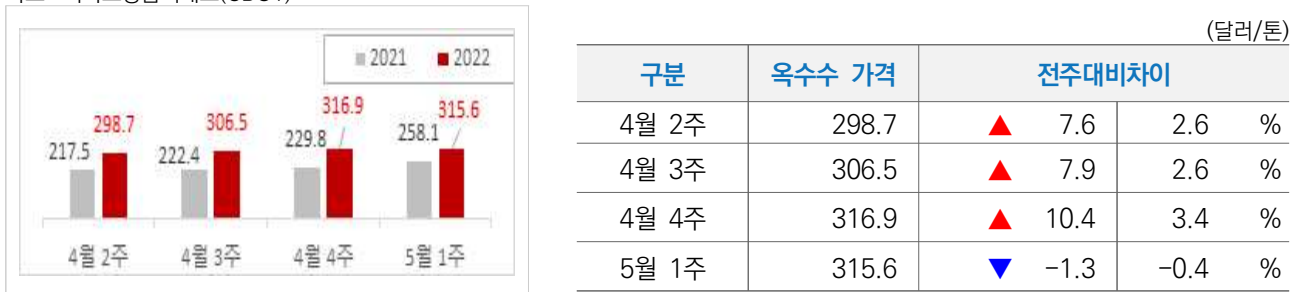 (달러/톤)
2021 2022
217.5 298.7 222.4 306.5 229.8 316.9 258.1 315.6
4월 2주 4월 3주 4월 4주 5월 1주
구분 옥수수 가격 전주대비차이
4월 2주 298.7 ▲ 7.6 2.6 %
4월 3주 306.5 ▲ 7.9 2.6 %
4월 4주 316.9 ▲ 10.4 3.4 %
5월 1주 315.6 ▼ -1.3 -0.4 %